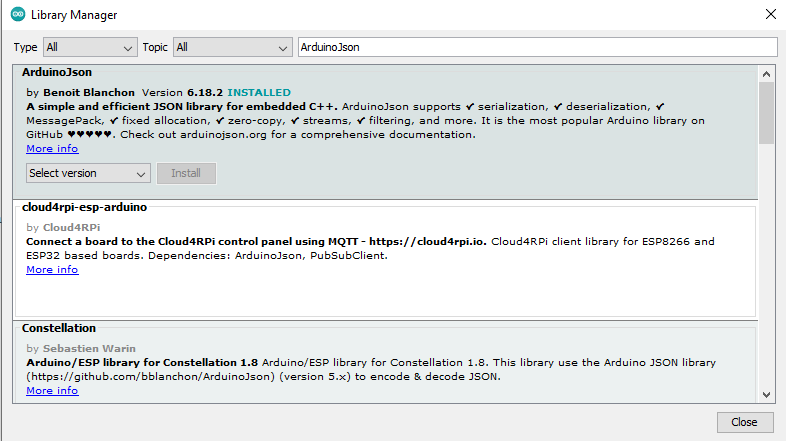 Library Manager
Type All Topic All ArduinoJson
ArduinoJson
by Benoit Blanchon Version 6.18.2 INSTALLED
A simple and efficient JSON library for embedded C++. ArduinoJson supports ✔ serialization, ✔ deserialization, ✔
MessagePack, ✔ fixed allocation, ✔ zero-copy, ✔ streams, ✔ filtering, and more. It is the most popular Arduino library on
GitHub ♥♥♥♥♥. Check out arduinojson.org for a comprehensive documentation.
More info
Select version Install
cloud4rpi-esp-arduino
by Cloud4RPi
Connect a board to the Cloud4RPi control panel using MQTT - https://cloud4rpi.io. Cloud4RPi client library for ESP8266 and
ESP32 based boards. Dependencies: ArduinoJson, PubSubClient.
More info
Constellation
by Sebastien Warin
Arduino/ESP library for Constellation 1.8 Arduino/ESP library for Constellation 1.8. This library use the Arduino JSON library
(https://github.com/bblanchon/ArduinoJson) (version 5.x) to encode & decode JSON.
More info
Close